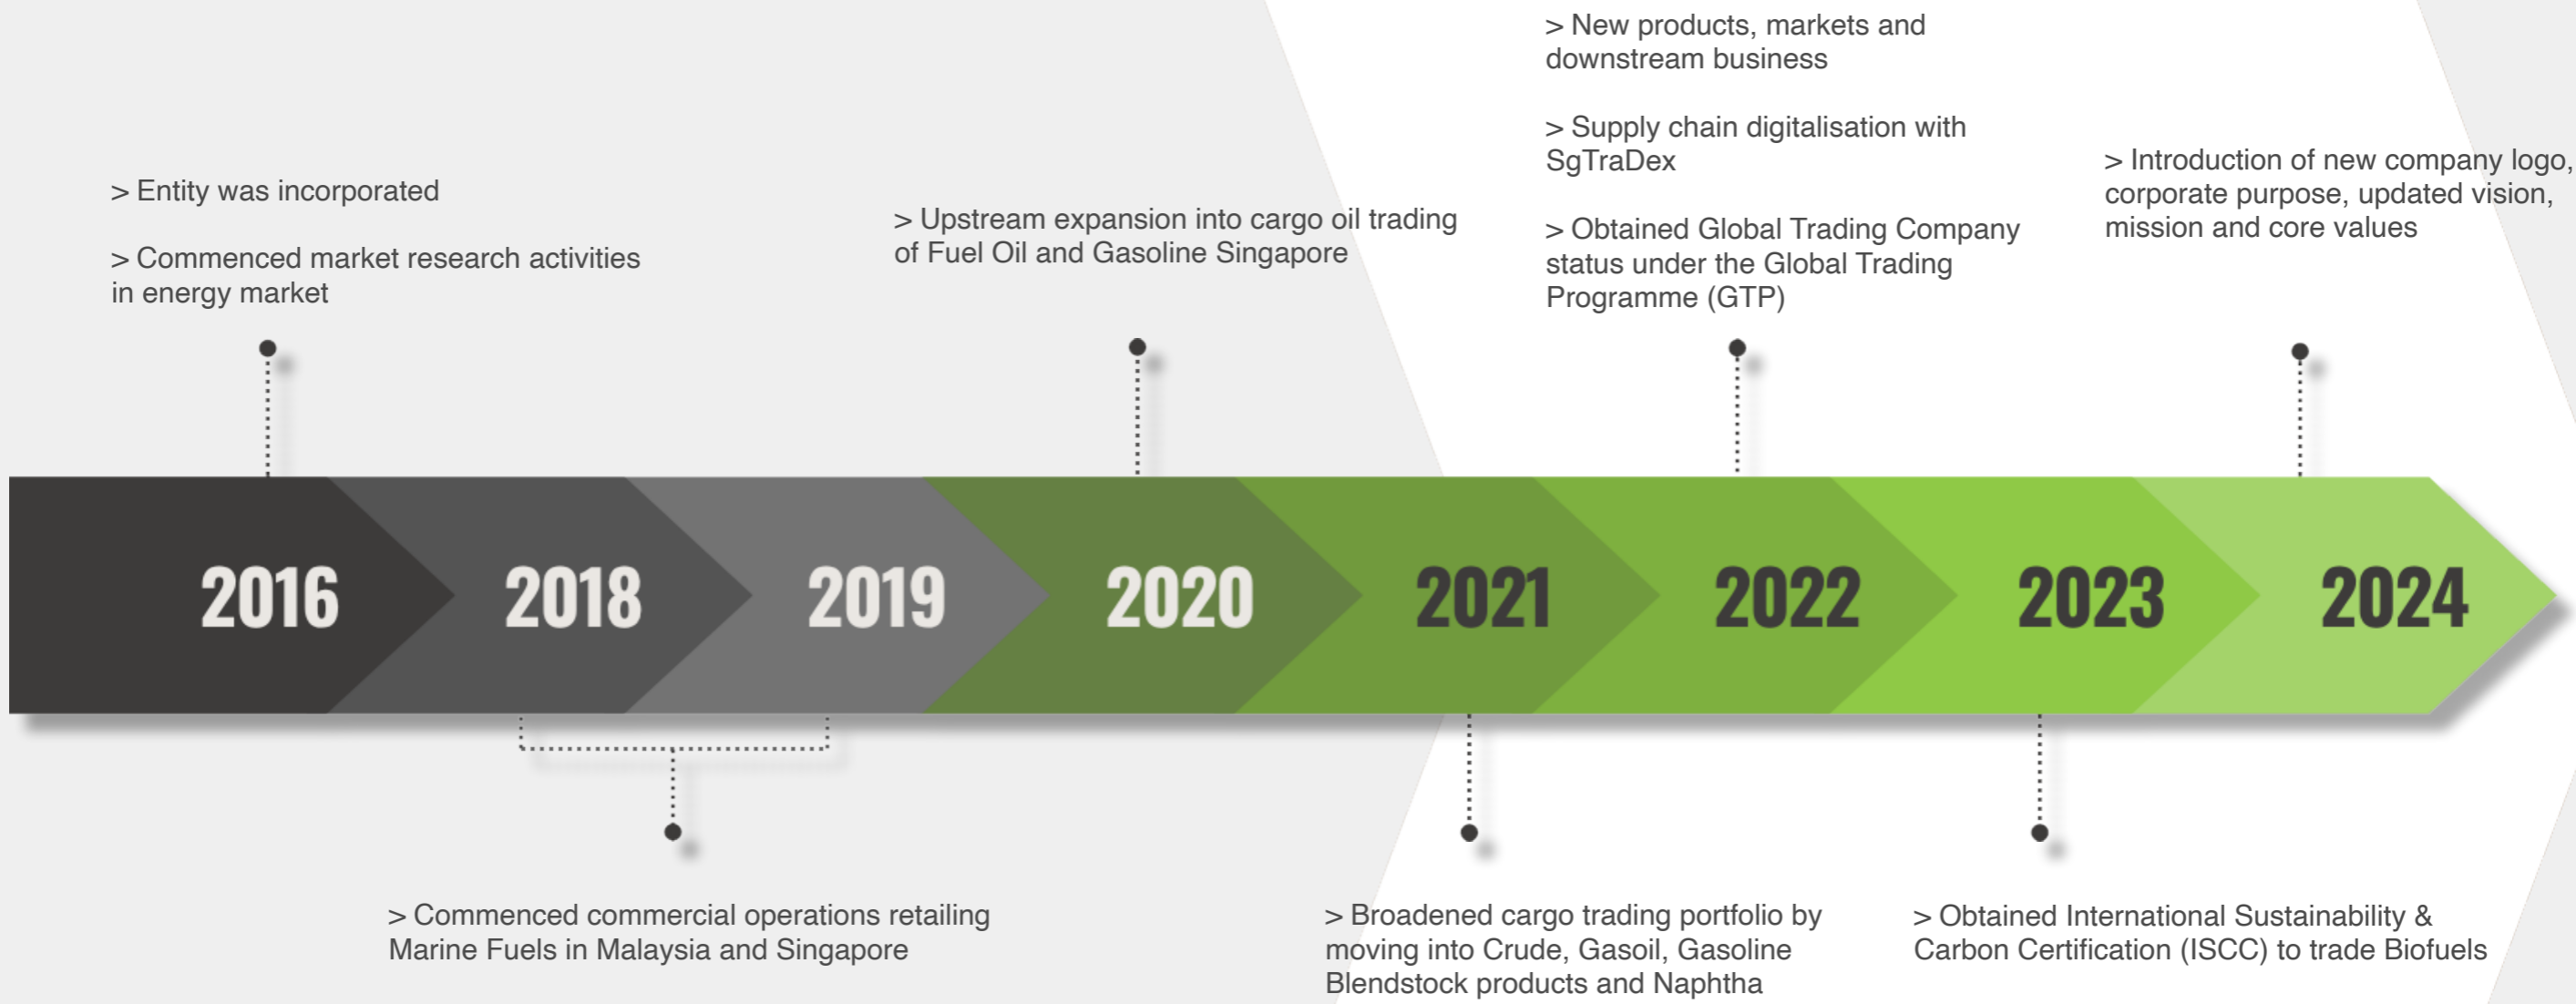 > Entity was incorporated
> Commenced market research activities
in energy market
> Upstream expansion into cargo oil trading
of Fuel Oil and Gasoline Singapore
> New products, markets and
downstream business
> Supply chain digitalisation with
SgTraDex
> Obtained Global Trading Company
status under the Global Trading
Programme (GTP)
> Introduction of new company logo,
corporate purpose, updated vision,
mission and core values
2016
2018
2019
2020
2021
2022
2023
2024
> Commenced commercial operations retailing
Marine Fuels in Malaysia and Singapore
> Broadened cargo trading portfolio by
moving into Crude, Gasoil, Gasoline
Blendstock products and Naphtha
> Obtained International Sustainability &
Carbon Certification (ISCC) to trade Biofuels